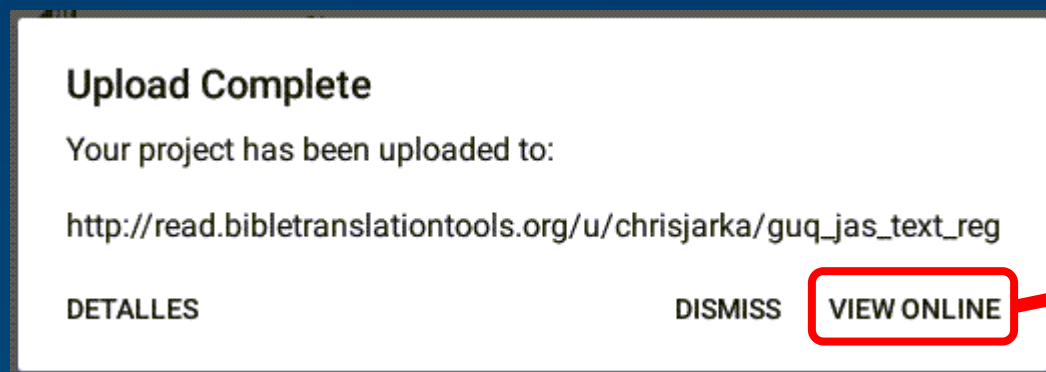 Upload Complete
Your project has been uploaded to:
http://read.bibletranslationtools.org/u/chrisjarka/guq_jas_text_reg
DETALLES DISMISS VIEW ONLINE